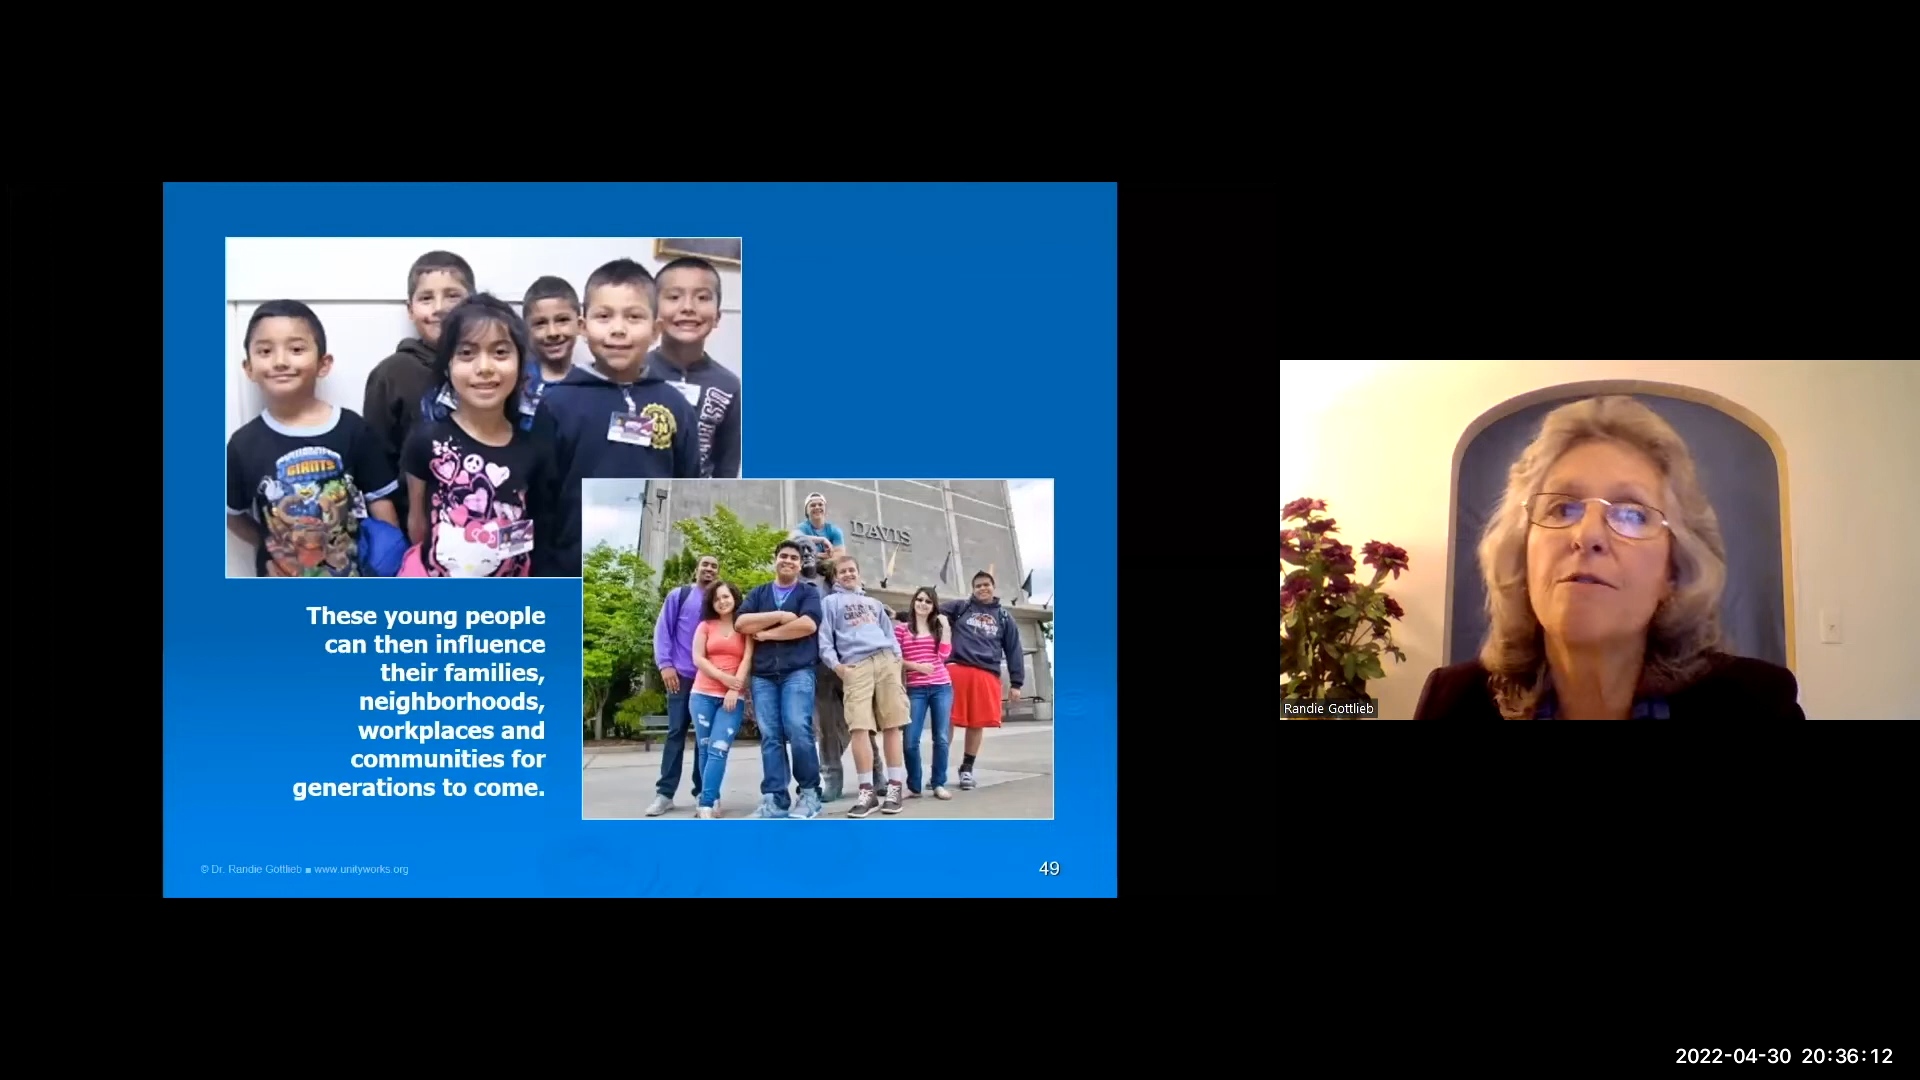 GIANTS
DAVIS
These young people
can then influence
their families,
neighborhoods,
workplaces and
communities for
generations to come.
© Dr. Randie Gottlieb ■ www.unityworks.org
49
Randie Gottlieb
2022-04-30 20:36:12